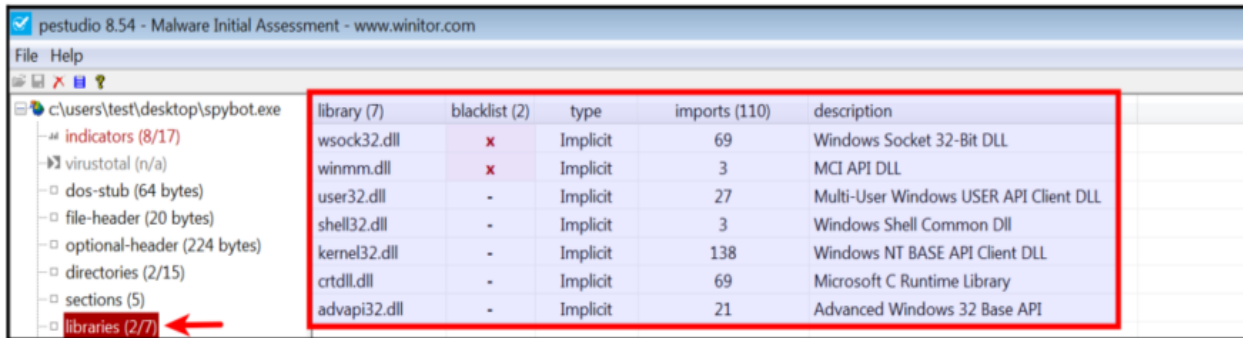 pestudio 8.54 - Malware Initial Assessment - www.winitor.com
File Help
c:\users\test\desktop\spybot.exe
indicators (8/17)
virustotal (n/a)
dos-stub (64 bytes)
file-header (20 bytes)
optional-header (224 bytes)
directories (2/15)
sections (5)
libraries (2/7)
library (7) blacklist (2) type imports (110) description
wsock32.dll x Implicit 69 Windows Socket 32-Bit DLL
winmm.dll x Implicit 3 MCI API DLL
user32.dll - Implicit 27 Multi-User Windows USER API Client DLL
shell32.dll - Implicit 3 Windows Shell Common Dll
kernel32.dll - Implicit 138 Windows NT BASE API Client DLL
crtdll.dll - Implicit 69 Microsoft C Runtime Library
advapi32.dll - Implicit 21 Advanced Windows 32 Base API